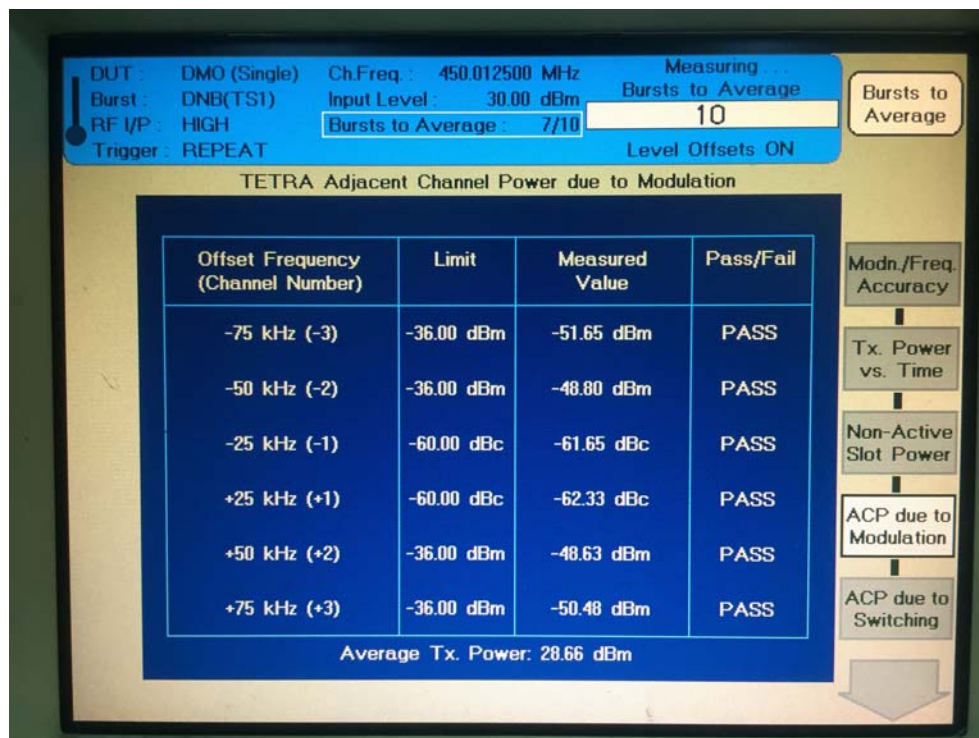 DUT : DMO (Single) Ch.Freq. : 450.012500 MHz Measuring ...
Burst : DNB(TS1) Input Level : 30.00 dBm Bursts to Average
RF I/P : HIGH Bursts to Average : 7/10 10
Trigger : REPEAT Level Offsets ON
Bursts to
Average
TETRA Adjacent Channel Power due to Modulation
Offset Frequency Limit Measured Pass/Fail
(Channel Number) Value
-75 kHz (-3) -36.00 dBm -51.65 dBm PASS
-50 kHz (-2) -36.00 dBm -48.80 dBm PASS
-25 kHz (-1) -60.00 dBc -61.65 dBc PASS
+25 kHz (+1) -60.00 dBc -62.33 dBc PASS
+50 kHz (+2) -36.00 dBm -48.63 dBm PASS
+75 kHz (+3) -36.00 dBm -50.48 dBm PASS
Average Tx. Power: 28.66 dBm
Modn./Freq.
Accuracy
Tx. Power
vs. Time
Non-Active
Slot Power
ACP due to
Modulation
ACP due to
Switching